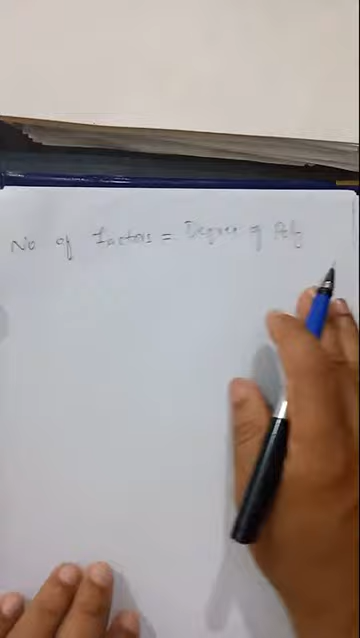 No of factors = Degree of Poly